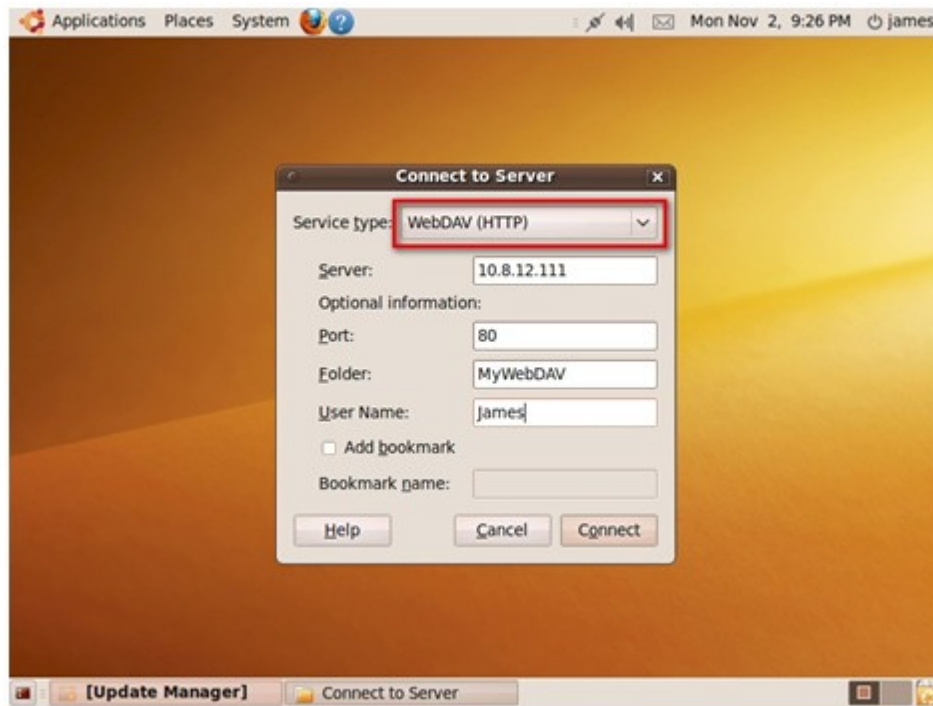 Applications Places System Mon Nov 2, 9:26 PM james
Connect to Server
Service type: WebDAV (HTTP)
Server: 10.8.12.111
Optional information:
Port: 80
Folder: MyWebDAV
User Name: James
Add bookmark
Bookmark name:
Help Cancel Connect
[Update Manager] Connect to Server